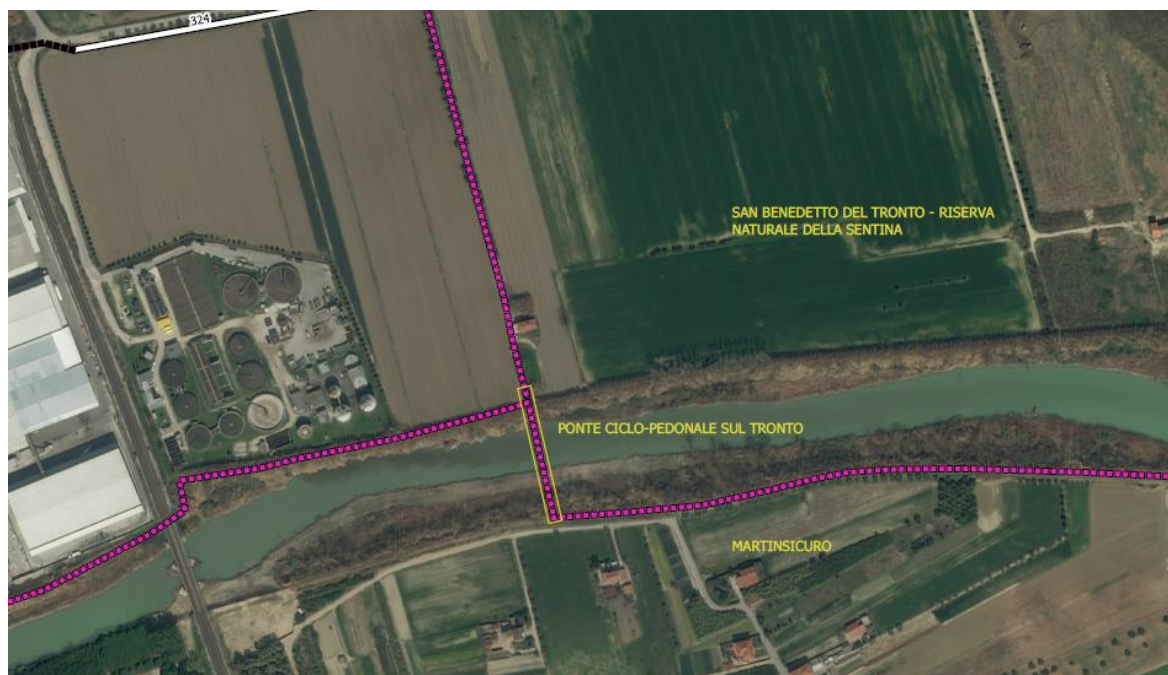 324
SAN BENEDETTO DEL TRONTO - RISERVA
NATURALE DELLA SENTINA
PONTE CICLO-PEDONALE SUL TRONTO
MARTINSICURO